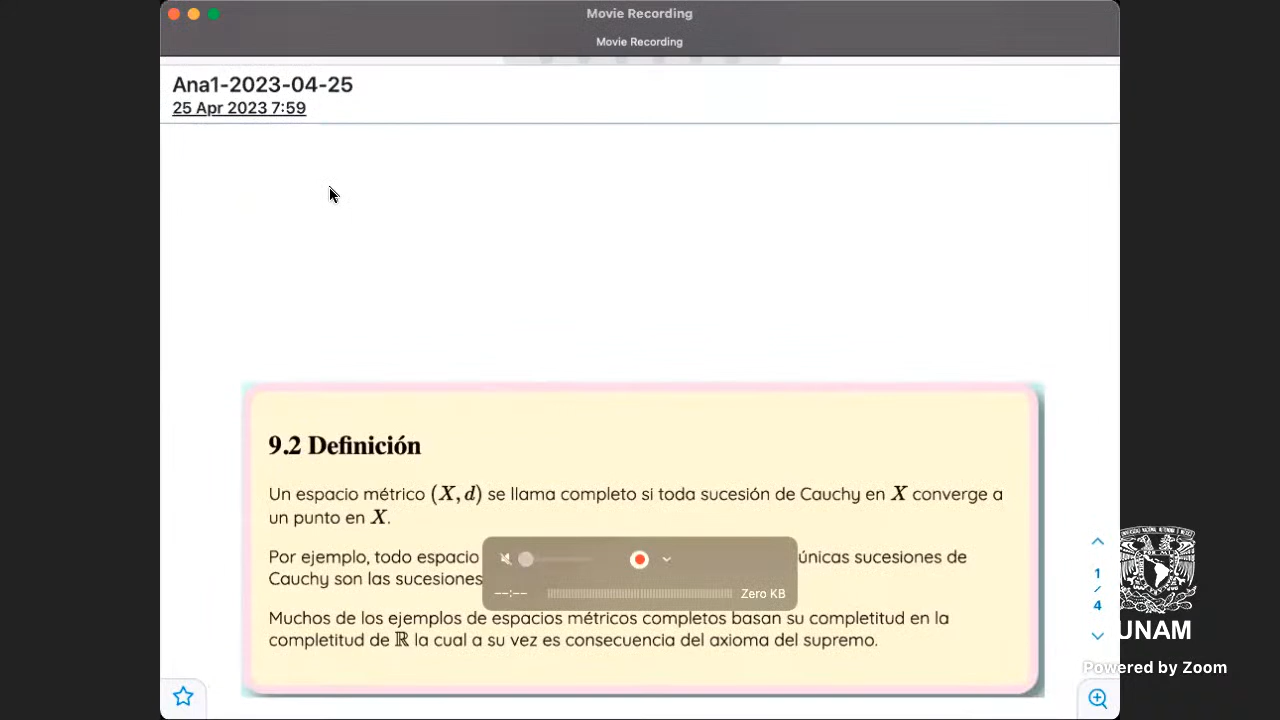 Movie Recording
Movie Recording
Ana1-2023-04-25
25 Apr 2023 7:59
9.2 Definición
Un espacio métrico (X, d) se llama completo si toda sucesión de Cauchy en X converge a
un punto en X.
Por ejemplo, todo espacio únicas sucesiones de
Cauchy son las sucesiones
--:-- Zero KB
Muchos de los ejemplos de espacios métricos completos basan su completitud en la
completitud de ℝ la cual a su vez es consecuencia del axioma del supremo.
1
/
4
UNAM
Powered by Zoom